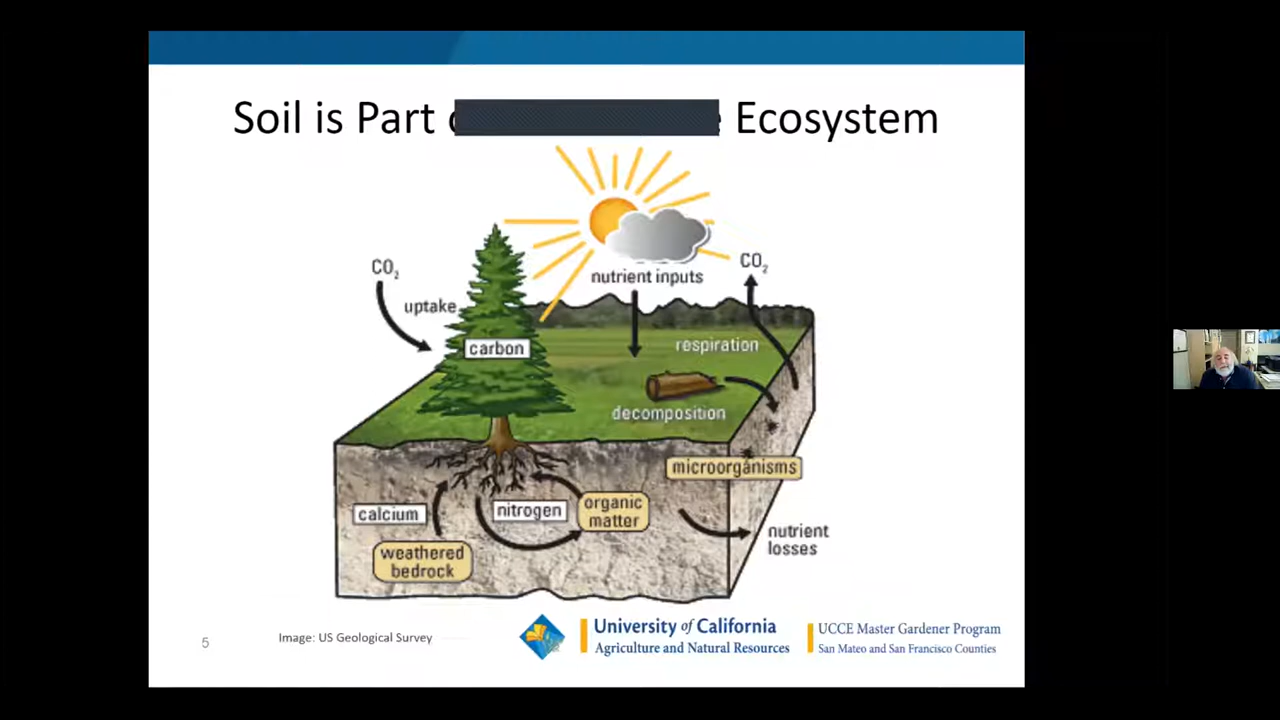 Soil is Part Ecosystem
CO₂
uptake
carbon
nutrient inputs
CO₂
respiration
decomposition
microorganisms
calcium
nitrogen
organic
matter
weathered
bedrock
nutrient
losses
5
Image: US Geological Survey
University of California
Agriculture and Natural Resources
UCCE Master Gardener Program
San Mateo and San Francisco Counties